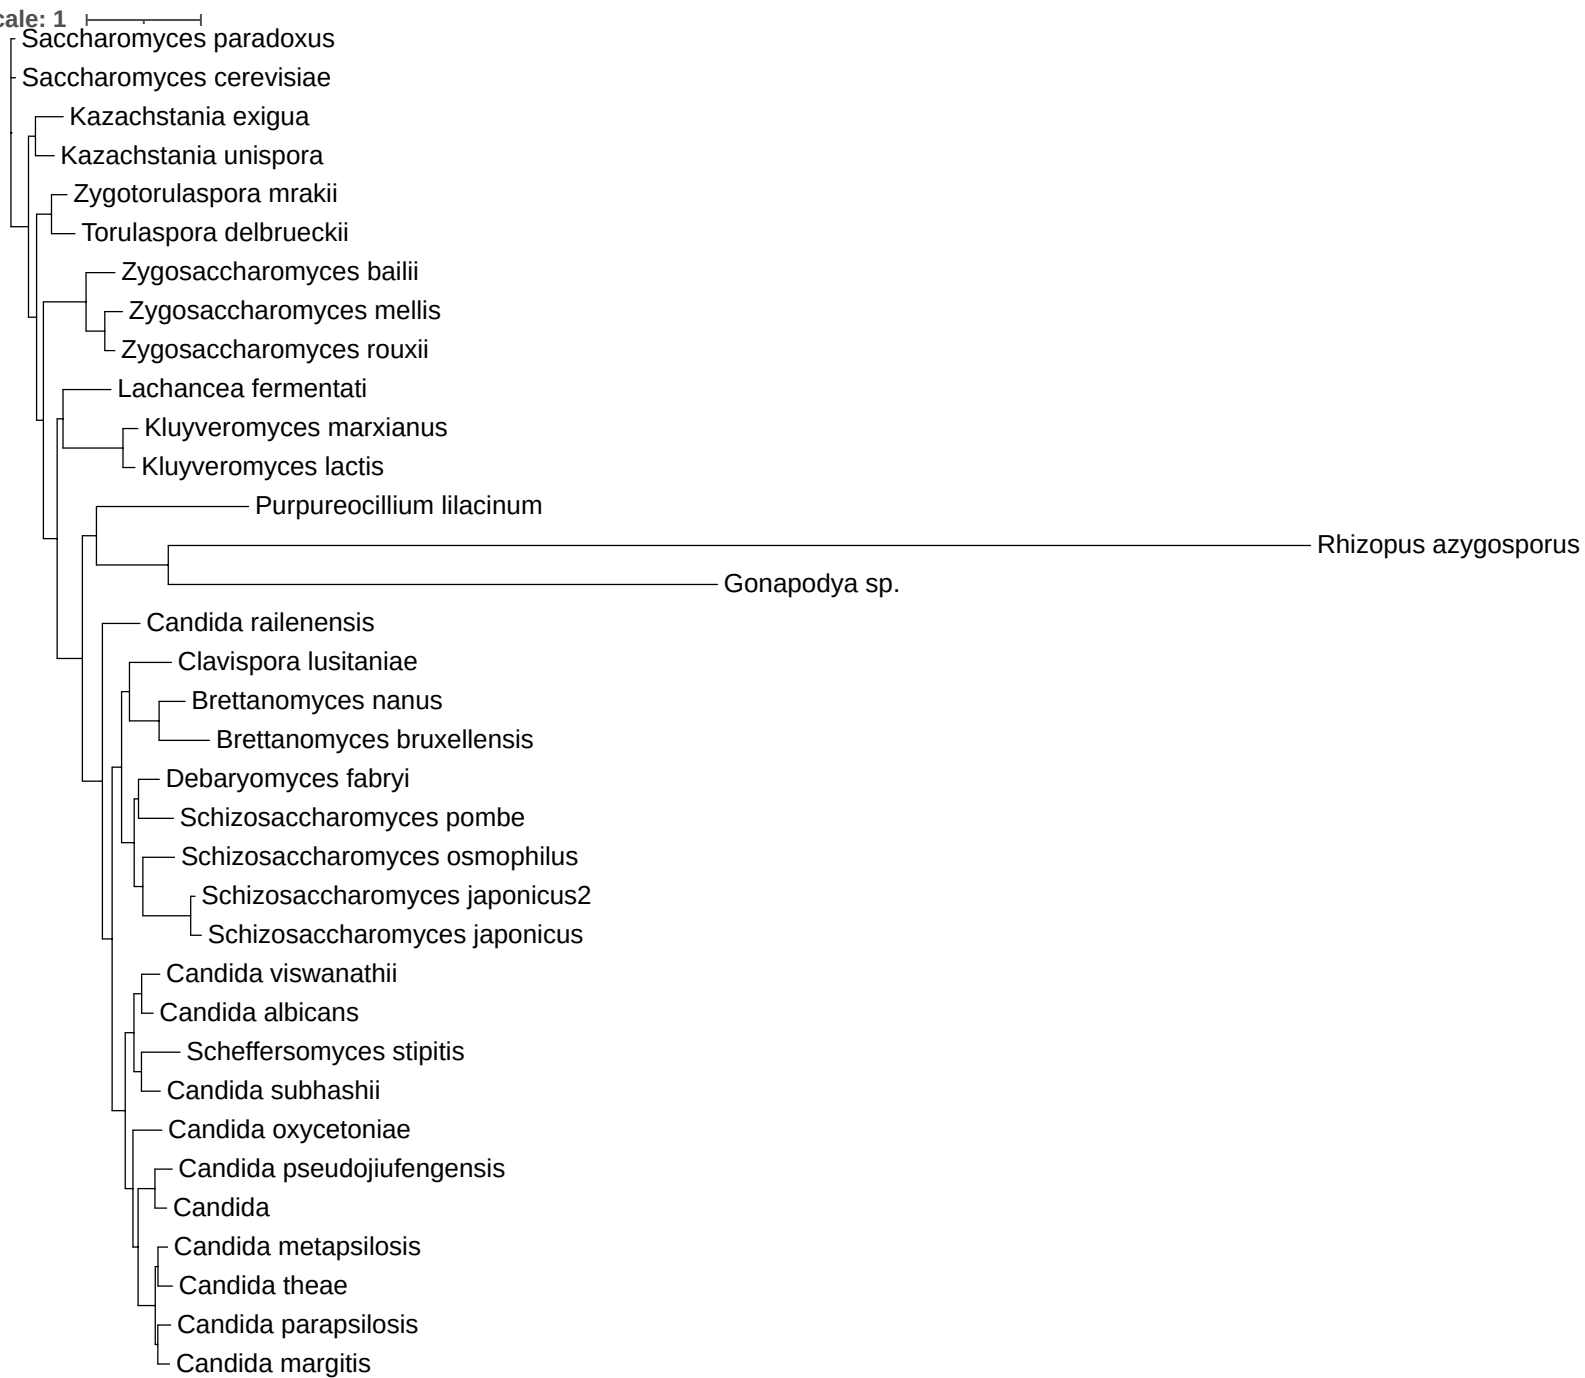 cale: 1
Saccharomyces paradoxus
Saccharomyces cerevisiae
Kazachstania exigua
Kazachstania unispora
Zygotorulaspora mrakii
Torulaspora delbrueckii
Zygosaccharomyces bailii
Zygosaccharomyces mellis
Zygosaccharomyces rouxii
Lachancea fermentati
Kluyveromyces marxianus
Kluyveromyces lactis
Purpureocillium lilacinum
Rhizopus azygosporus
Gonapodya sp.
Candida railenensis
Clavispora lusitaniae
Brettanomyces nanus
Brettanomyces bruxellensis
Debaryomyces fabryi
Schizosaccharomyces pombe
Schizosaccharomyces osmophilus
Schizosaccharomyces japonicus2
Schizosaccharomyces japonicus
Candida viswanathii
Candida albicans
Scheffersomyces stipitis
Candida subhashii
Candida oxycetoniae
Candida pseudojiufengensis
Candida
Candida metapsilosis
Candida theae
Candida parapsilosis
Candida margitis